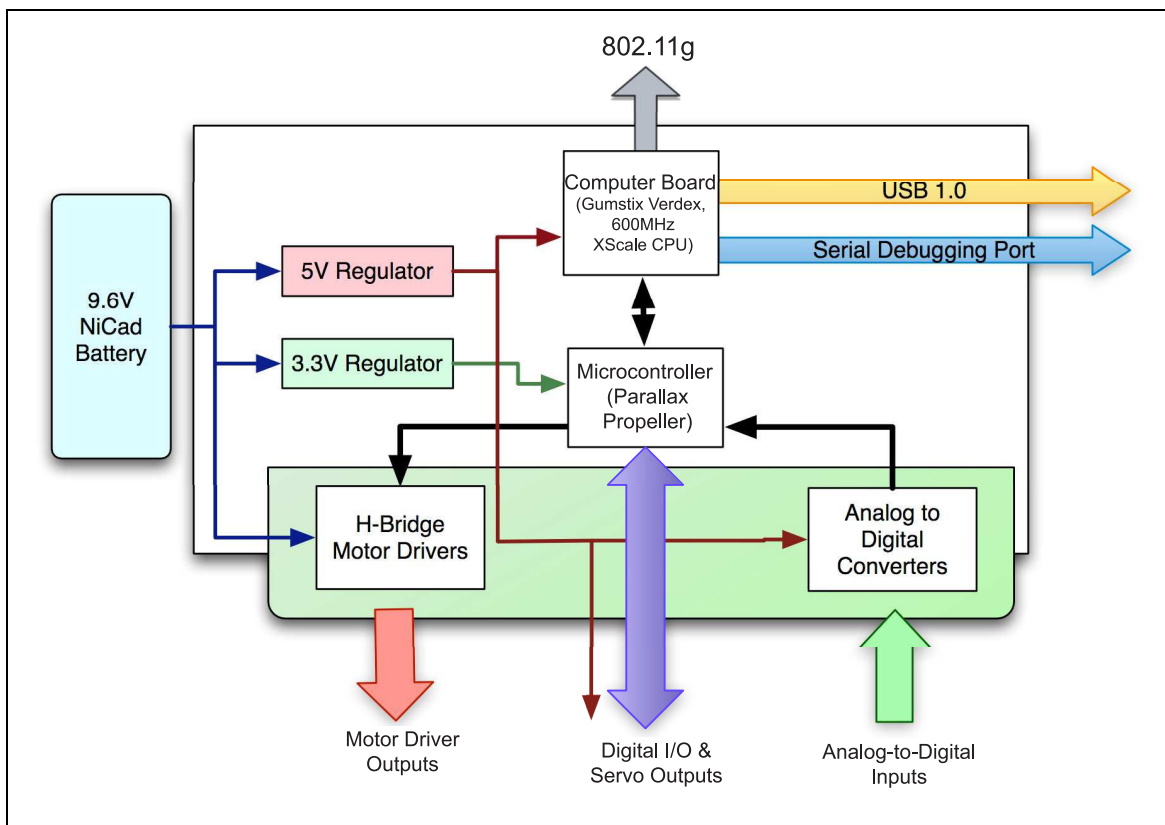 802.11g
Computer Board
(Gumstix Verdex,
600MHz
XScale CPU)
USB 1.0
Serial Debugging Port
5V Regulator
9.6V
NiCad
Battery
3.3V Regulator
Microcontroller
(Parallax
Propeller)
H-Bridge
Motor Drivers
Analog to
Digital
Converters
Motor Driver
Outputs
Digital I/O &
Servo Outputs
Analog-to-Digital
Inputs